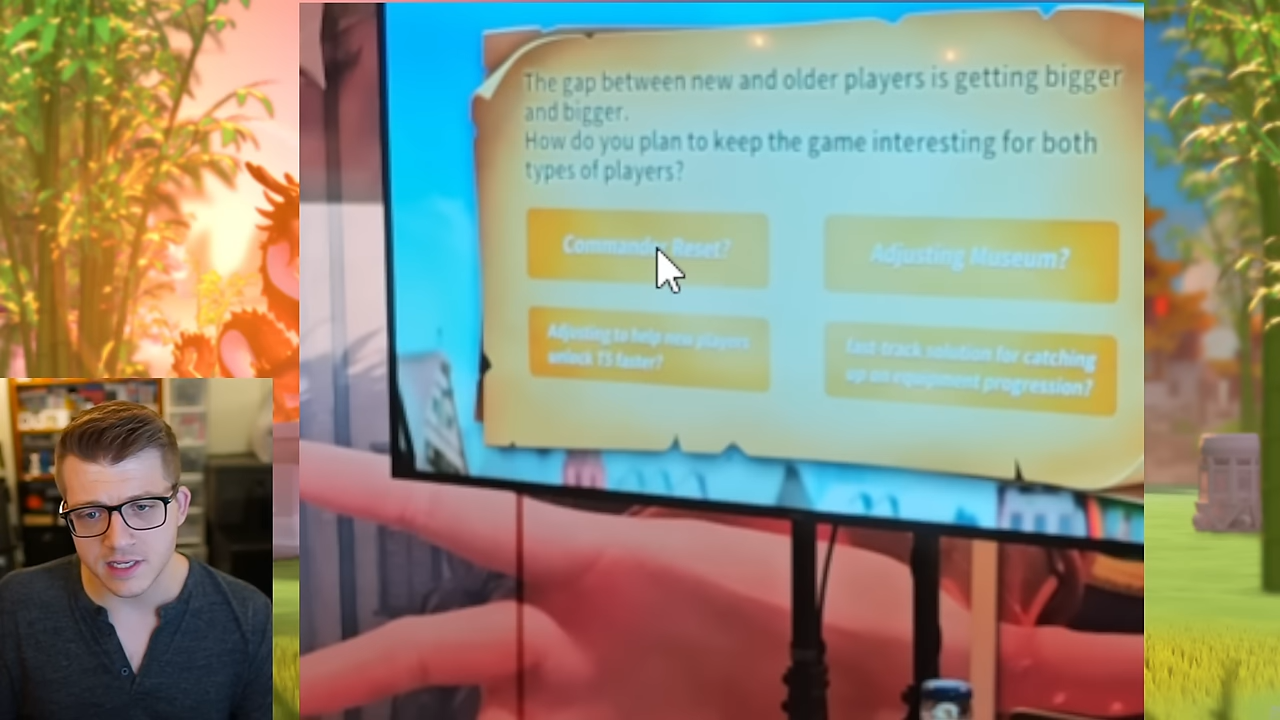 The gap between new and older players is getting bigger
and bigger.
How do you plan to keep the game interesting for both
types of players?
Commander Reset?
Adjusting Museum?
Adjusting to help new players
unlock T5 faster?
Fast-track solution for catching
up on equipment progression?